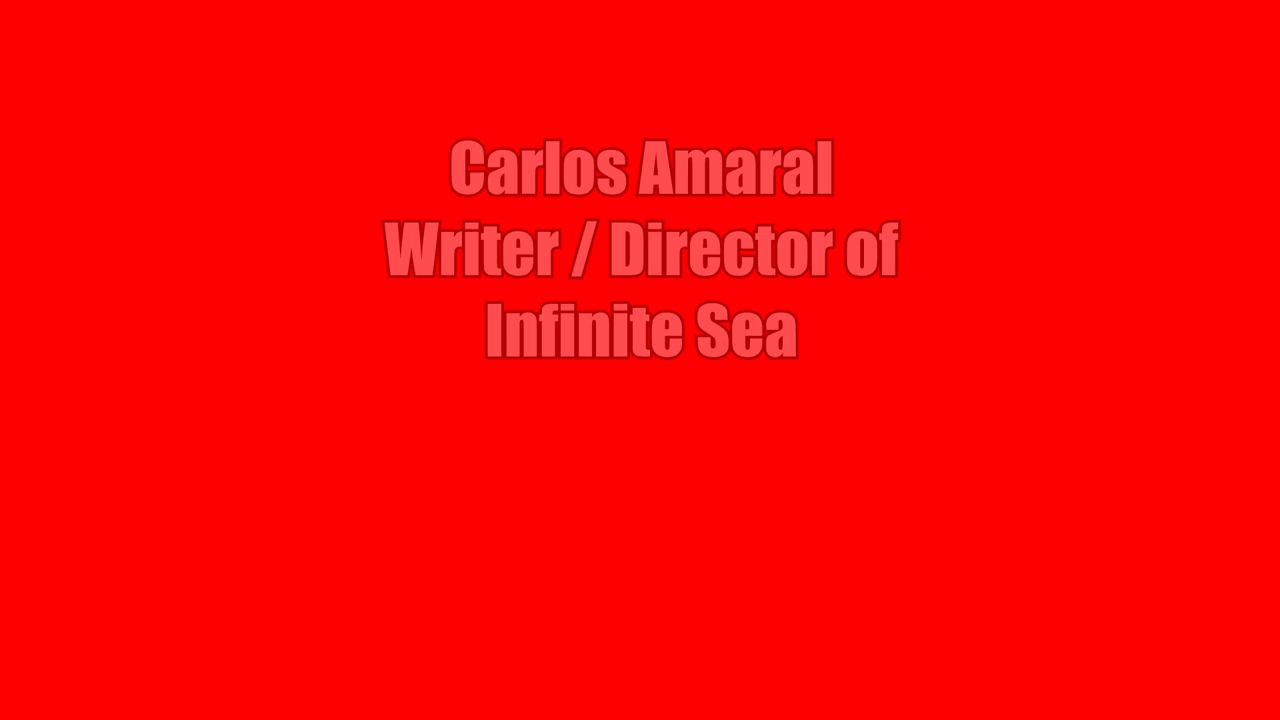 Carlos Amaral
Writer / Director of
Infinite Sea